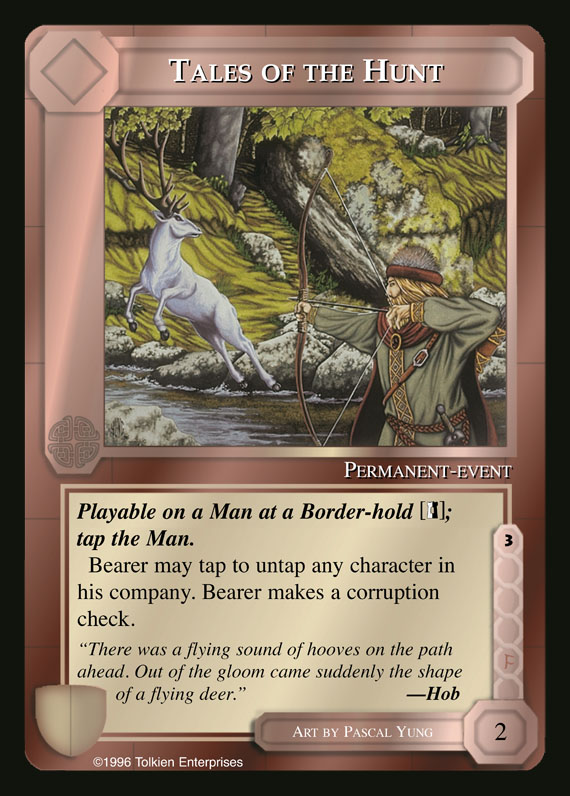 TALES OF THE HUNT
PERMANENT-EVENT
Playable on a Man at a Border-hold [];
tap the Man.
3
Bearer may tap to untap any character in
his company. Bearer makes a corruption
check.
“There was a flying sound of hooves on the path
ahead. Out of the gloom came suddenly the shape
F
of a flying deer.” —Hob
ART BY PASCAL YUNG
2
©1996 Tolkien Enterprises